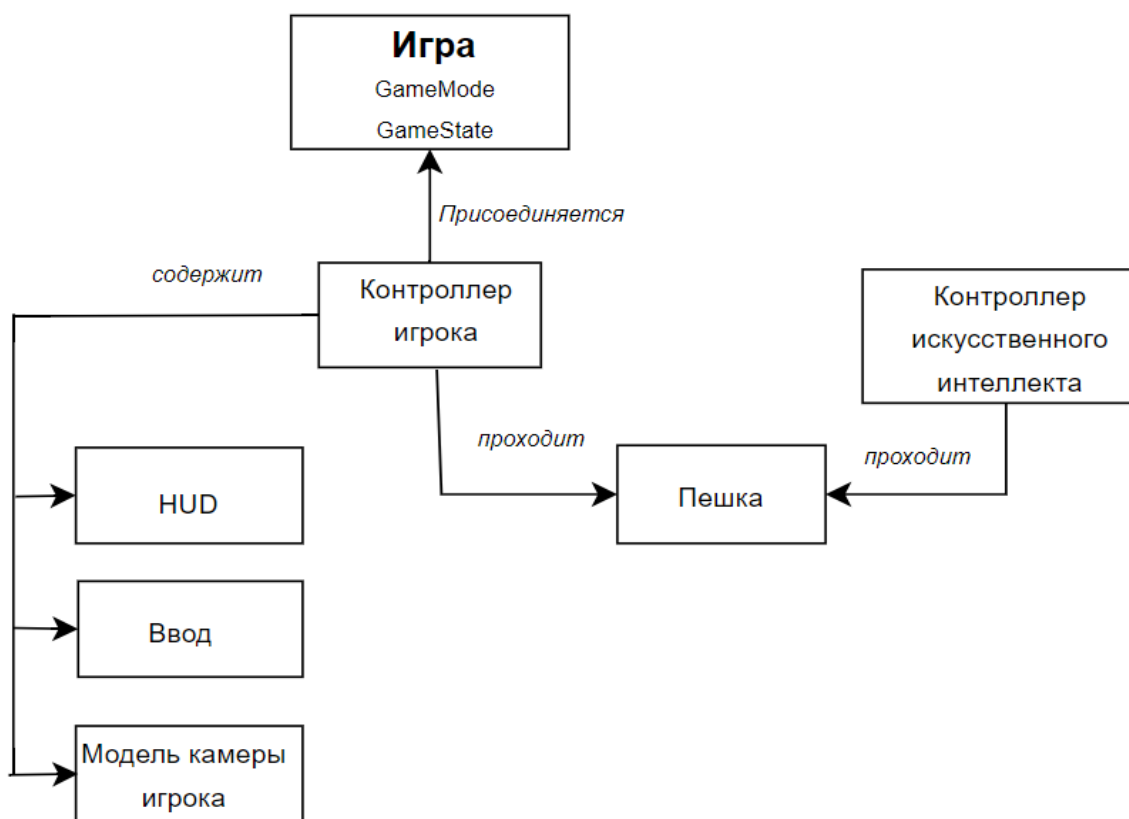 Игра
GameMode
GameState
Присоединяется
содержит
Контроллер
игрока
Контроллер
искусственного
интеллекта
проходит
проходит
HUD
Пешка
Ввод
Модель камеры
игрока